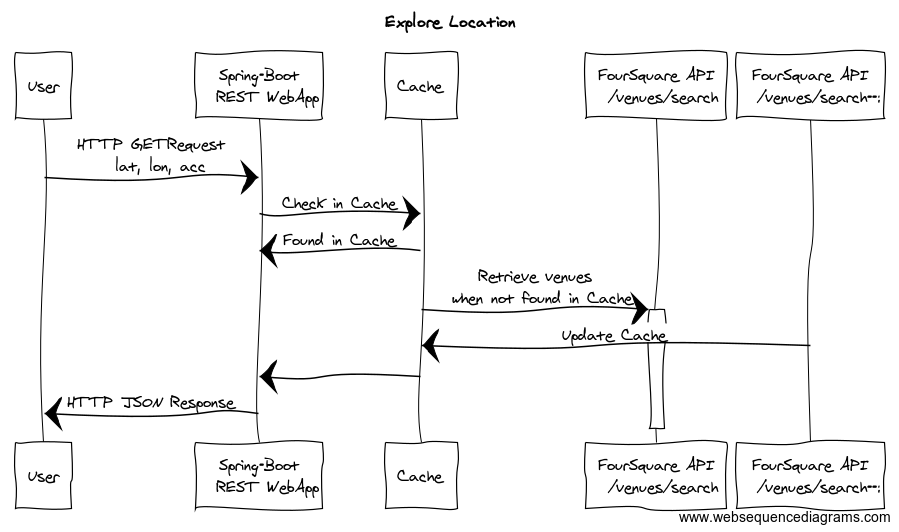 Explore Location
User
Spring-Boot
REST WebApp
Cache
FourSquare API
/venues/search
FourSquare API
/venues/search--;
HTTP GETRequest
lat, lon, acc
Check in Cache
Found in Cache
Retrieve venues
when not found in Cache
Update Cache
HTTP JSON Response
User
Spring-Boot
REST WebApp
Cache
FourSquare API
/venues/search
FourSquare API
/venues/search--;
www.websequencediagrams.com